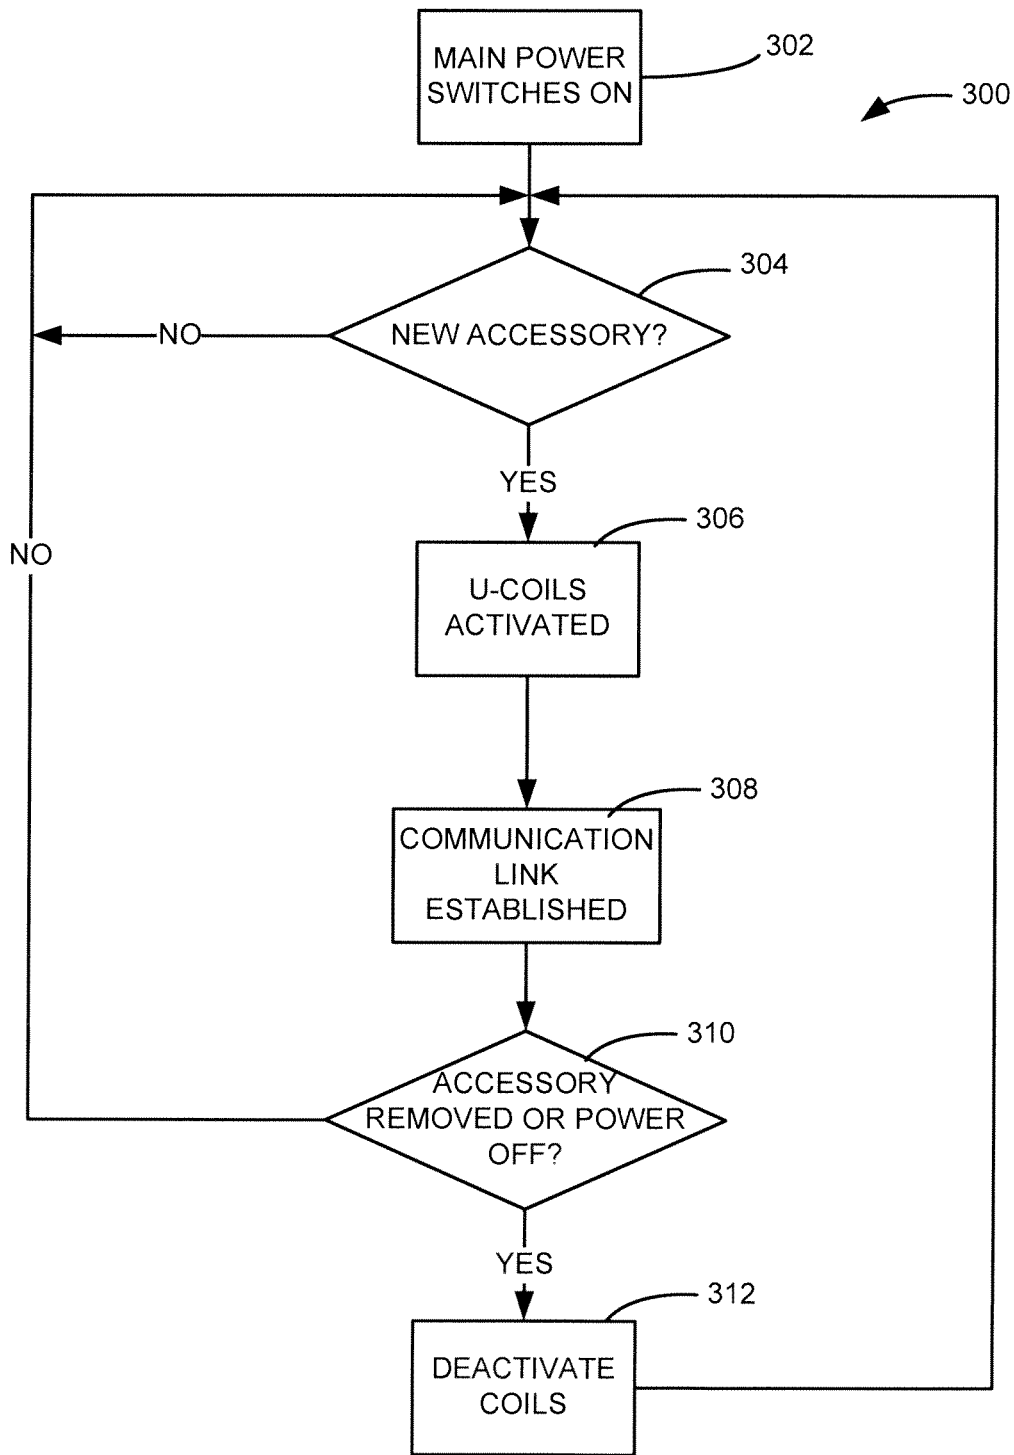 MAIN POWER
SWITCHES ON
302
300
304
NEW ACCESSORY?
NO
YES
306
NO
U-COILS
ACTIVATED
308
COMMUNICATION
LINK
ESTABLISHED
310
ACCESSORY
REMOVED OR POWER
OFF?
YES
312
DEACTIVATE
COILS